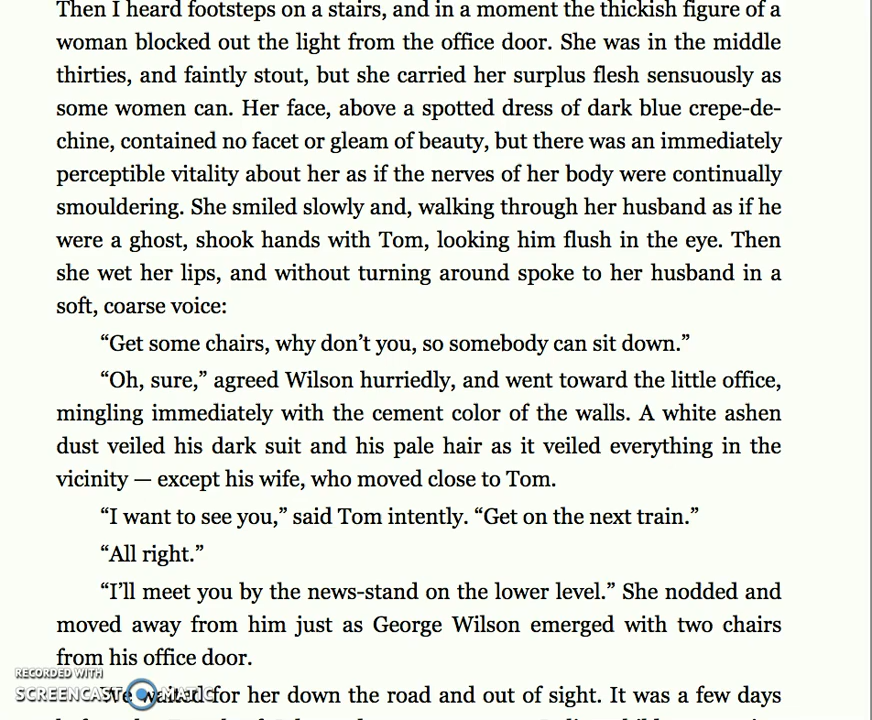 Then I heard footsteps on a stairs, and in a moment the thickish figure of a
woman blocked out the light from the office door. She was in the middle
thirties, and faintly stout, but she carried her surplus flesh sensuously as
some women can. Her face, above a spotted dress of dark blue crepe-de-
chine, contained no facet or gleam of beauty, but there was an immediately
perceptible vitality about her as if the nerves of her body were continually
smouldering. She smiled slowly and, walking through her husband as if he
were a ghost, shook hands with Tom, looking him flush in the eye. Then
she wet her lips, and without turning around spoke to her husband in a
soft, coarse voice:
“Get some chairs, why don’t you, so somebody can sit down.”
“Oh, sure,” agreed Wilson hurriedly, and went toward the little office,
mingling immediately with the cement color of the walls. A white ashen
dust veiled his dark suit and his pale hair as it veiled everything in the
vicinity — except his wife, who moved close to Tom.
“I want to see you,” said Tom intently. “Get on the next train.”
“All right.”
“I’ll meet you by the news-stand on the lower level.” She nodded and
moved away from him just as George Wilson emerged with two chairs
from his office door.
RECORDED WITH
SCREENCAST MATIC
We waited for her down the road and out of sight. It was a few days